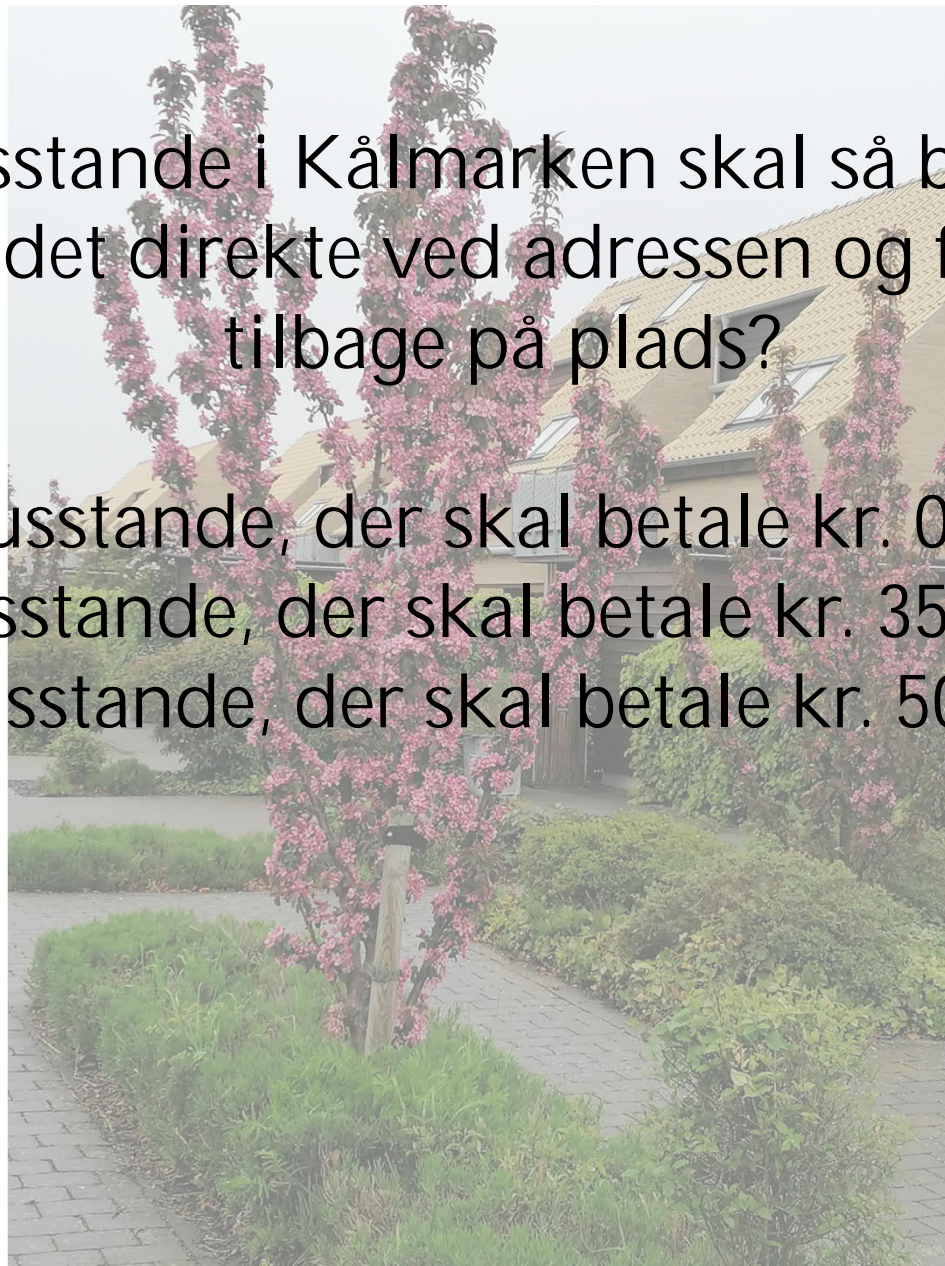 sstande i Kålmarken skal så b
det direkte ved adressen og f
tilbage på plads?
usstande, der skal betale kr. 0
sstande, der skal betale kr. 35
sstande, der skal betale kr. 50